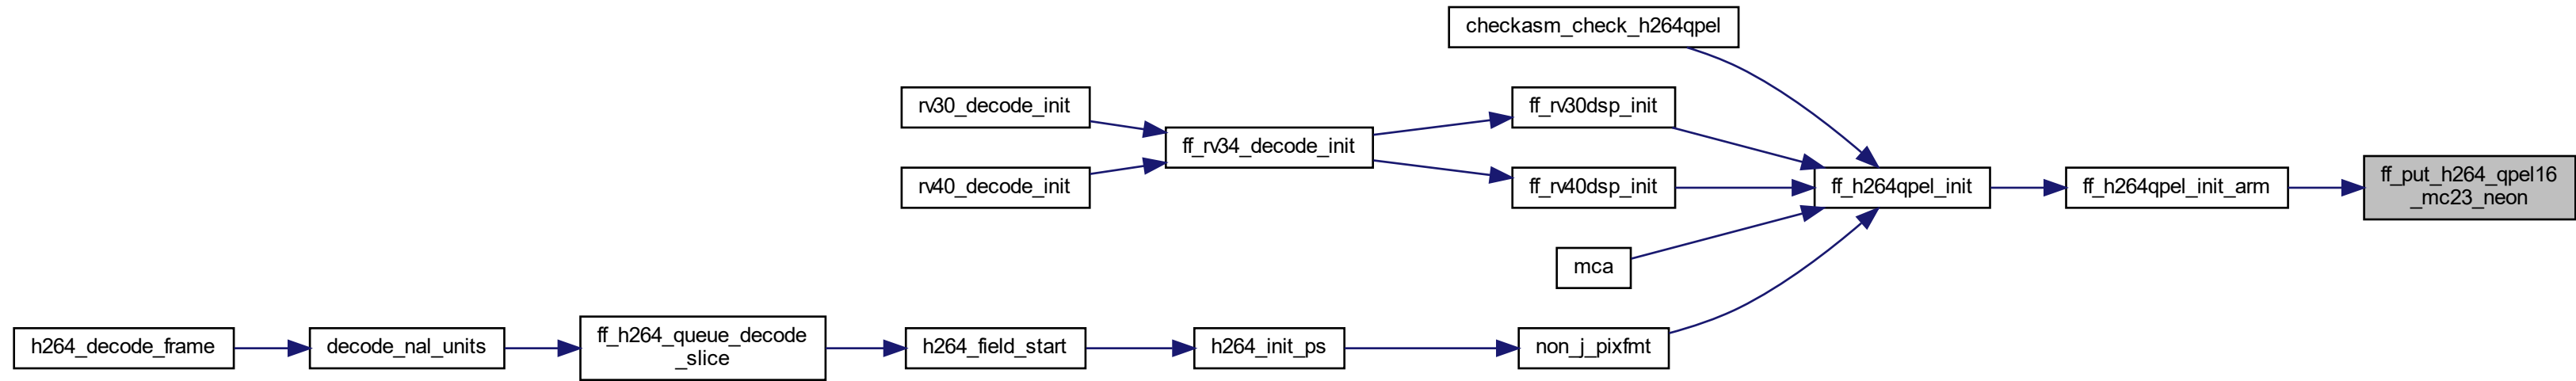 checkasm_check_h264qpel
rv30_decode_init
ff_rv30dsp_init
ff_rv34_decode_init
rv40_decode_init
ff_rv40dsp_init
ff_h264qpel_init
ff_h264qpel_init_arm
ff_put_h264_qpel16
_mc23_neon
mca
h264_decode_frame
decode_nal_units
ff_h264_queue_decode
_slice
h264_field_start
h264_init_ps
non_j_pixfmt